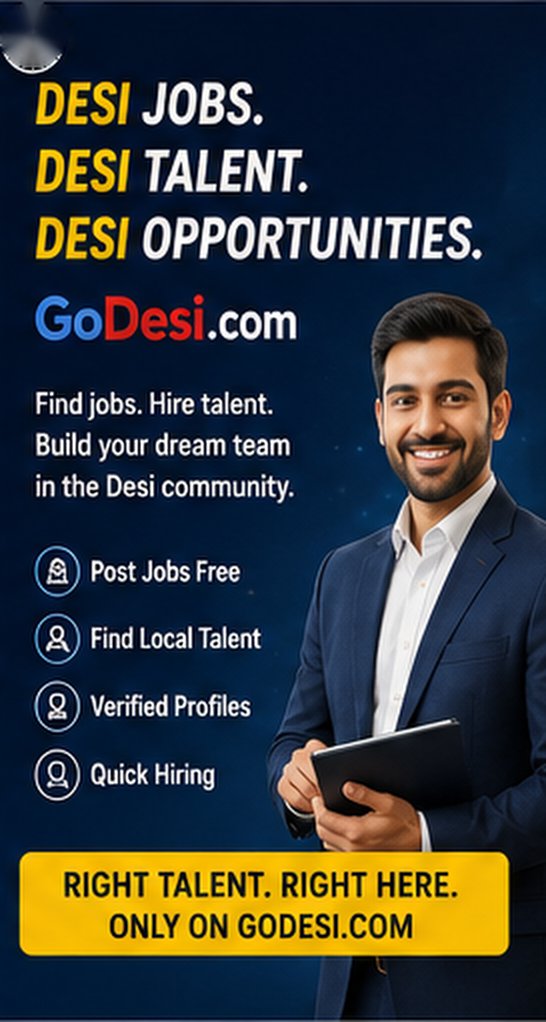 DESI JOBS.
DESI TALENT.
DESI OPPORTUNITIES.
GoDesi.com
Find jobs. Hire talent.
Build your dream team
in the Desi community.
Post Jobs Free
Find Local Talent
Verified Profiles
Quick Hiring
RIGHT TALENT. RIGHT HERE.
ONLY ON GODESI.COM